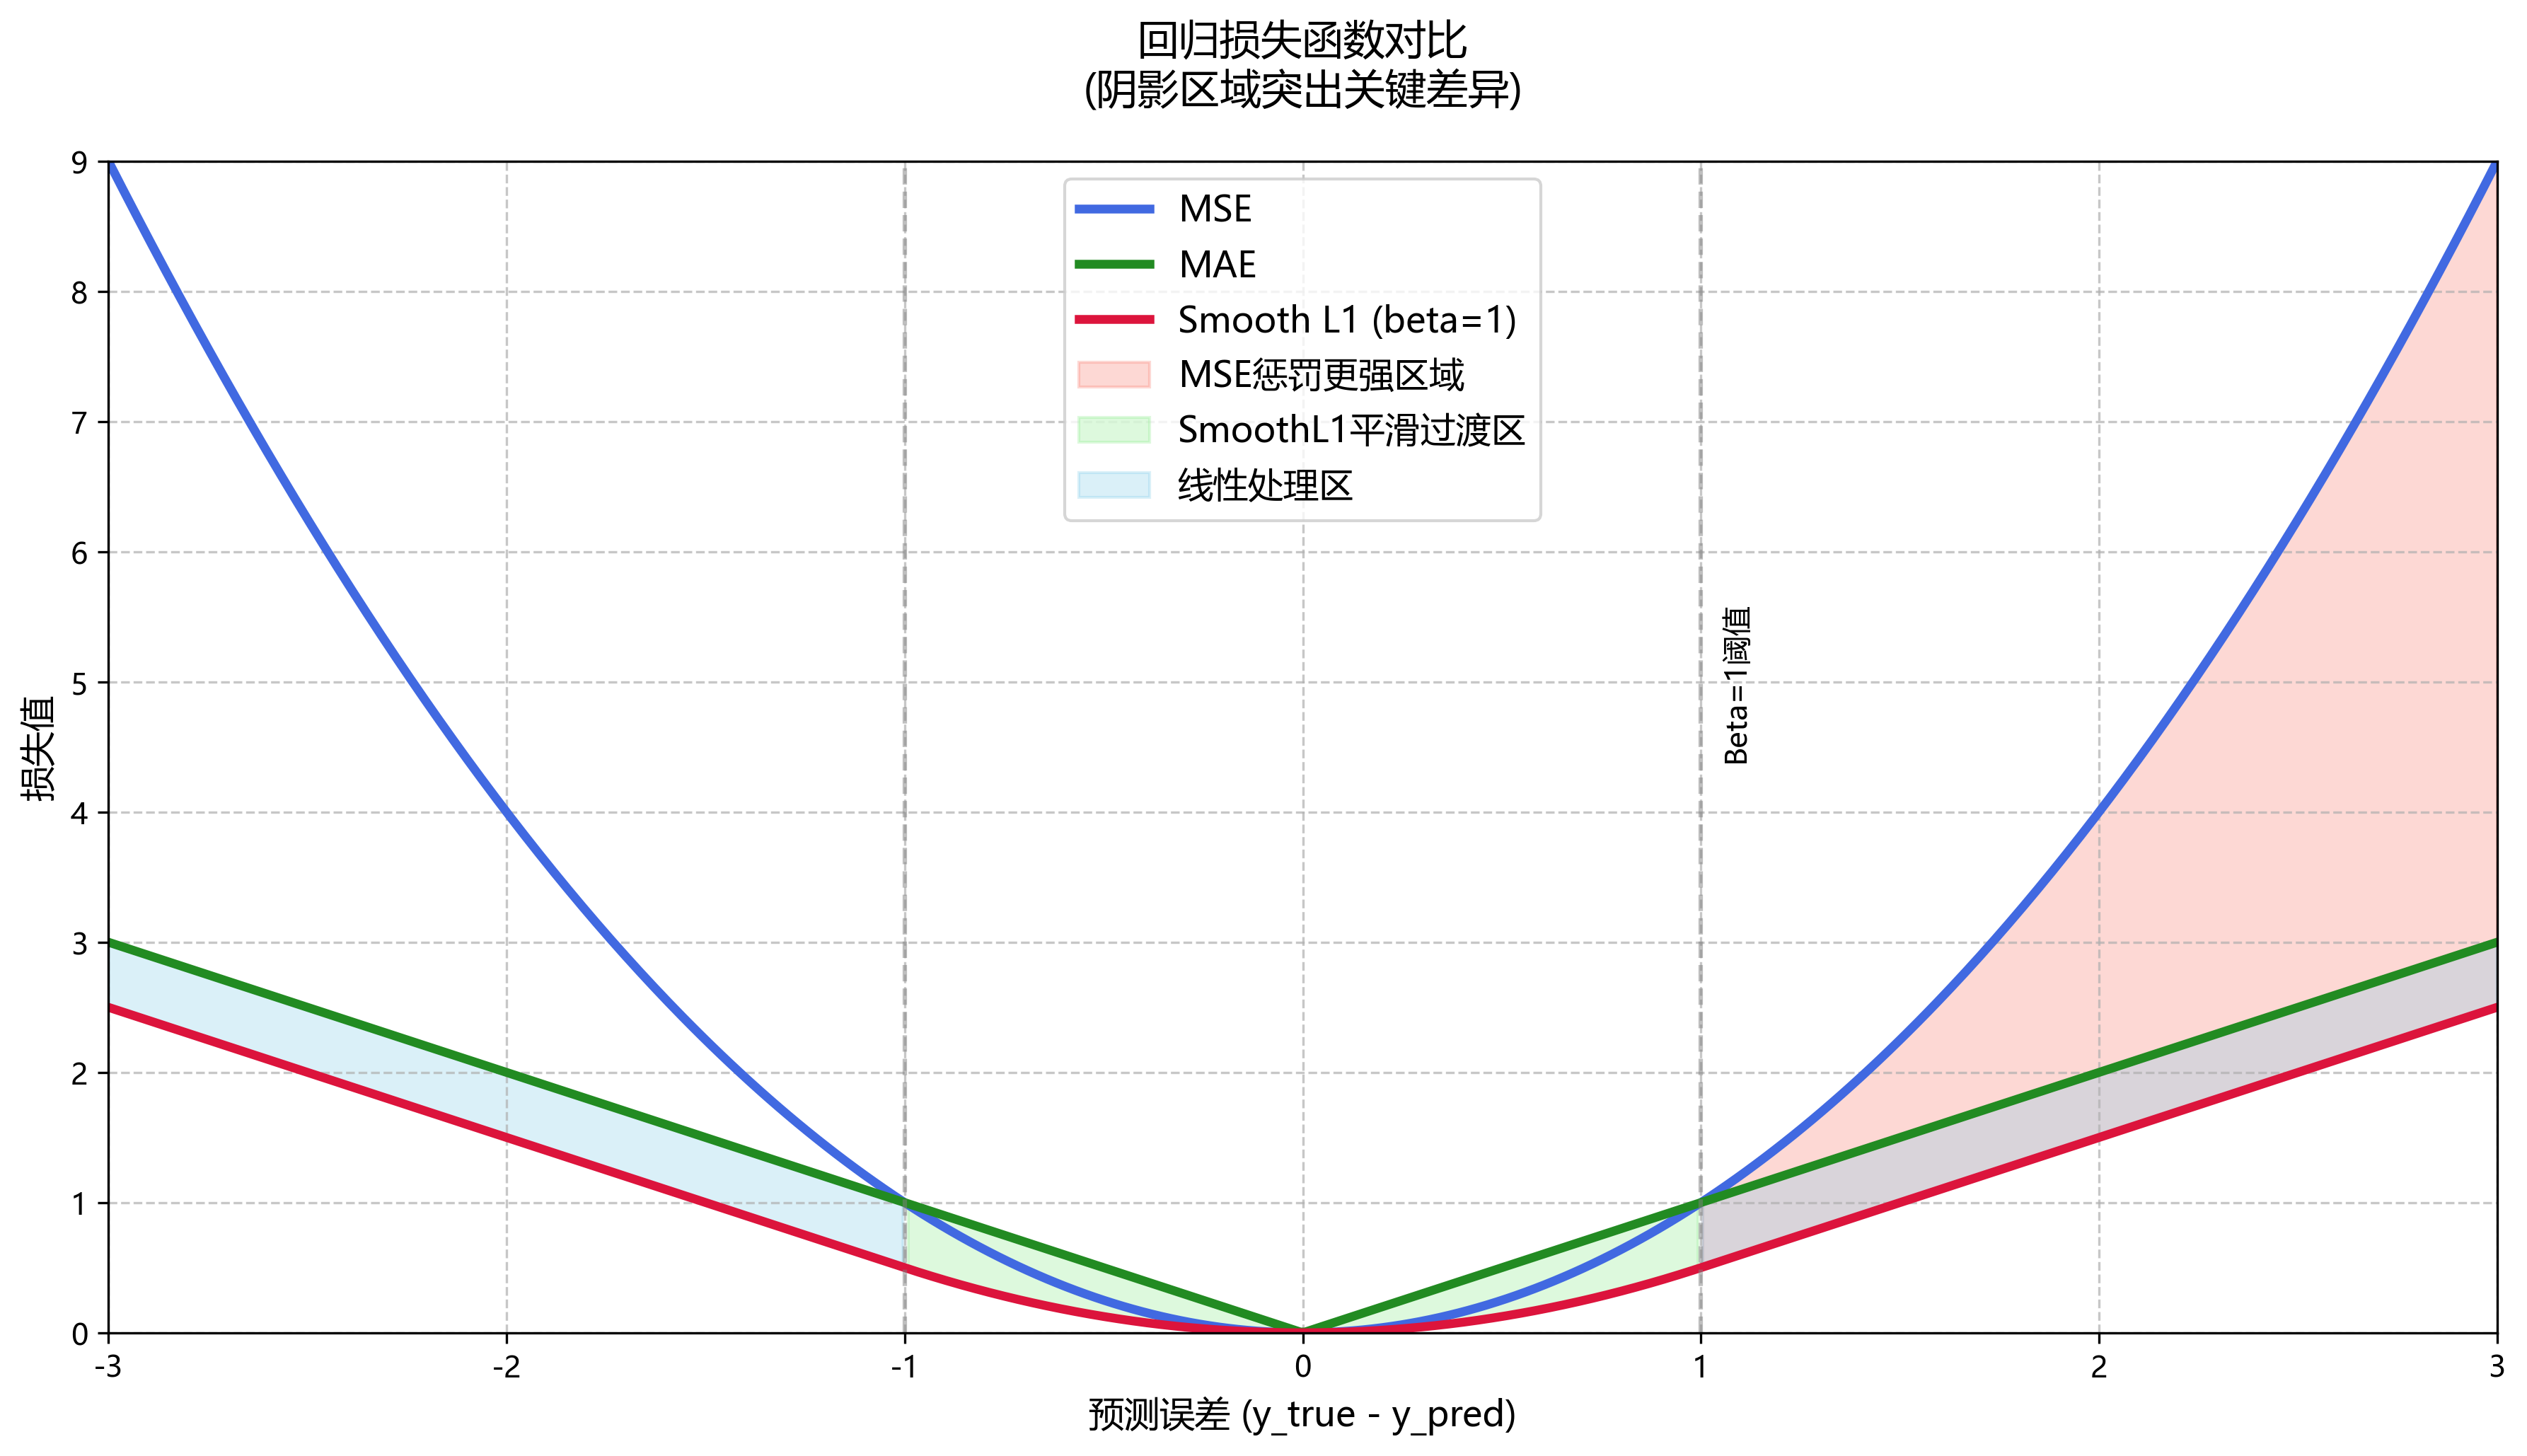 回归损失函数对比
(阴影区域突出关键差异)
MSE
MAE
Smooth L1 (beta=1)
MSE惩罚更强区域
SmoothL1平滑过渡区
线性处理区
Beta=1阈值
损失值
9
8
7
6
5
4
3
2
1
0
-3
-2
-1
0
1
2
3
预测误差 (y_true - y_pred)